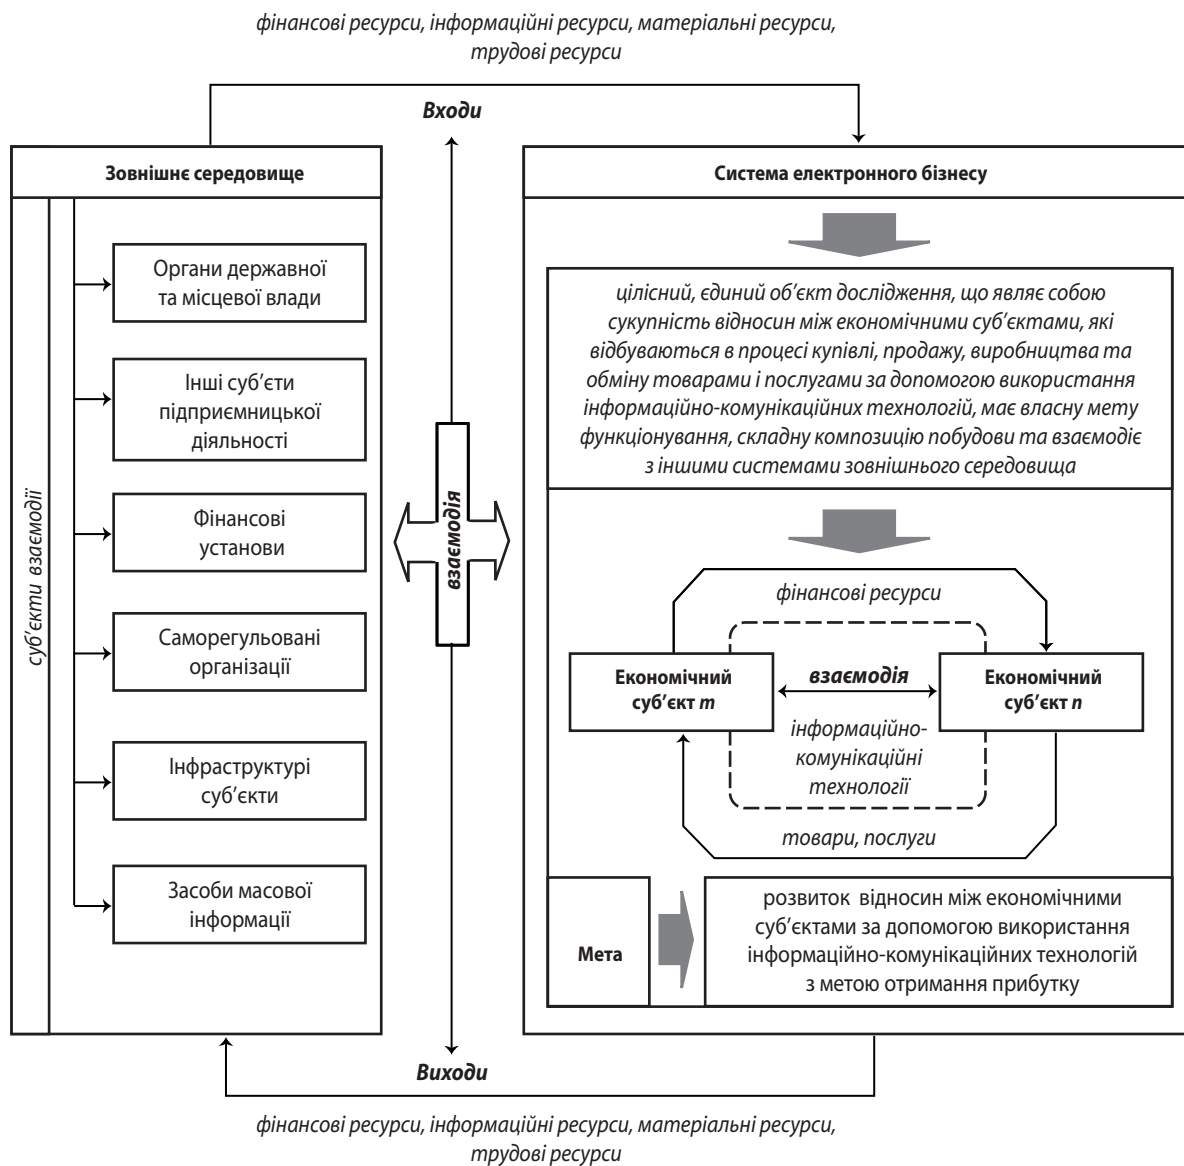 фінансові ресурси, інформаційні ресурси, матеріальні ресурси,
трудові ресурси
Входи
Зовнішнє середовище
суб’єкти взаємодії
Органи державної
та місцевої влади
Інші суб’єти
підприємницької
діяльності
Фінансові
установи
Саморегульовані
організації
Інфраструктурі
суб’єкти
Засоби масової
інформації
взаємодія
Система електронного бізнесу
цілісний, єдиний об’єкт дослідження, що являє собою
сукупність відносин між економічними суб’єктами, які
відбуваються в процесі купівлі, продажу, виробництва та
обміну товарами і послугами за допомогою використання
інформаційно-комунікаційних технологій, має власну мету
функціонування, складну композицію побудови та взаємодіє
з іншими системами зовнішнього середовища
фінансові ресурси
Економічний
суб’єкт m
взаємодія
Економічний
суб’єкт n
інформаційно-
комунікаційні
технології
товари, послуги
Мета
розвиток відносин між економічними
суб’єктами за допомогою використання
інформаційно-комунікаційних технологій
з метою отримання прибутку
Виходи
фінансові ресурси, інформаційні ресурси, матеріальні ресурси,
трудові ресурси